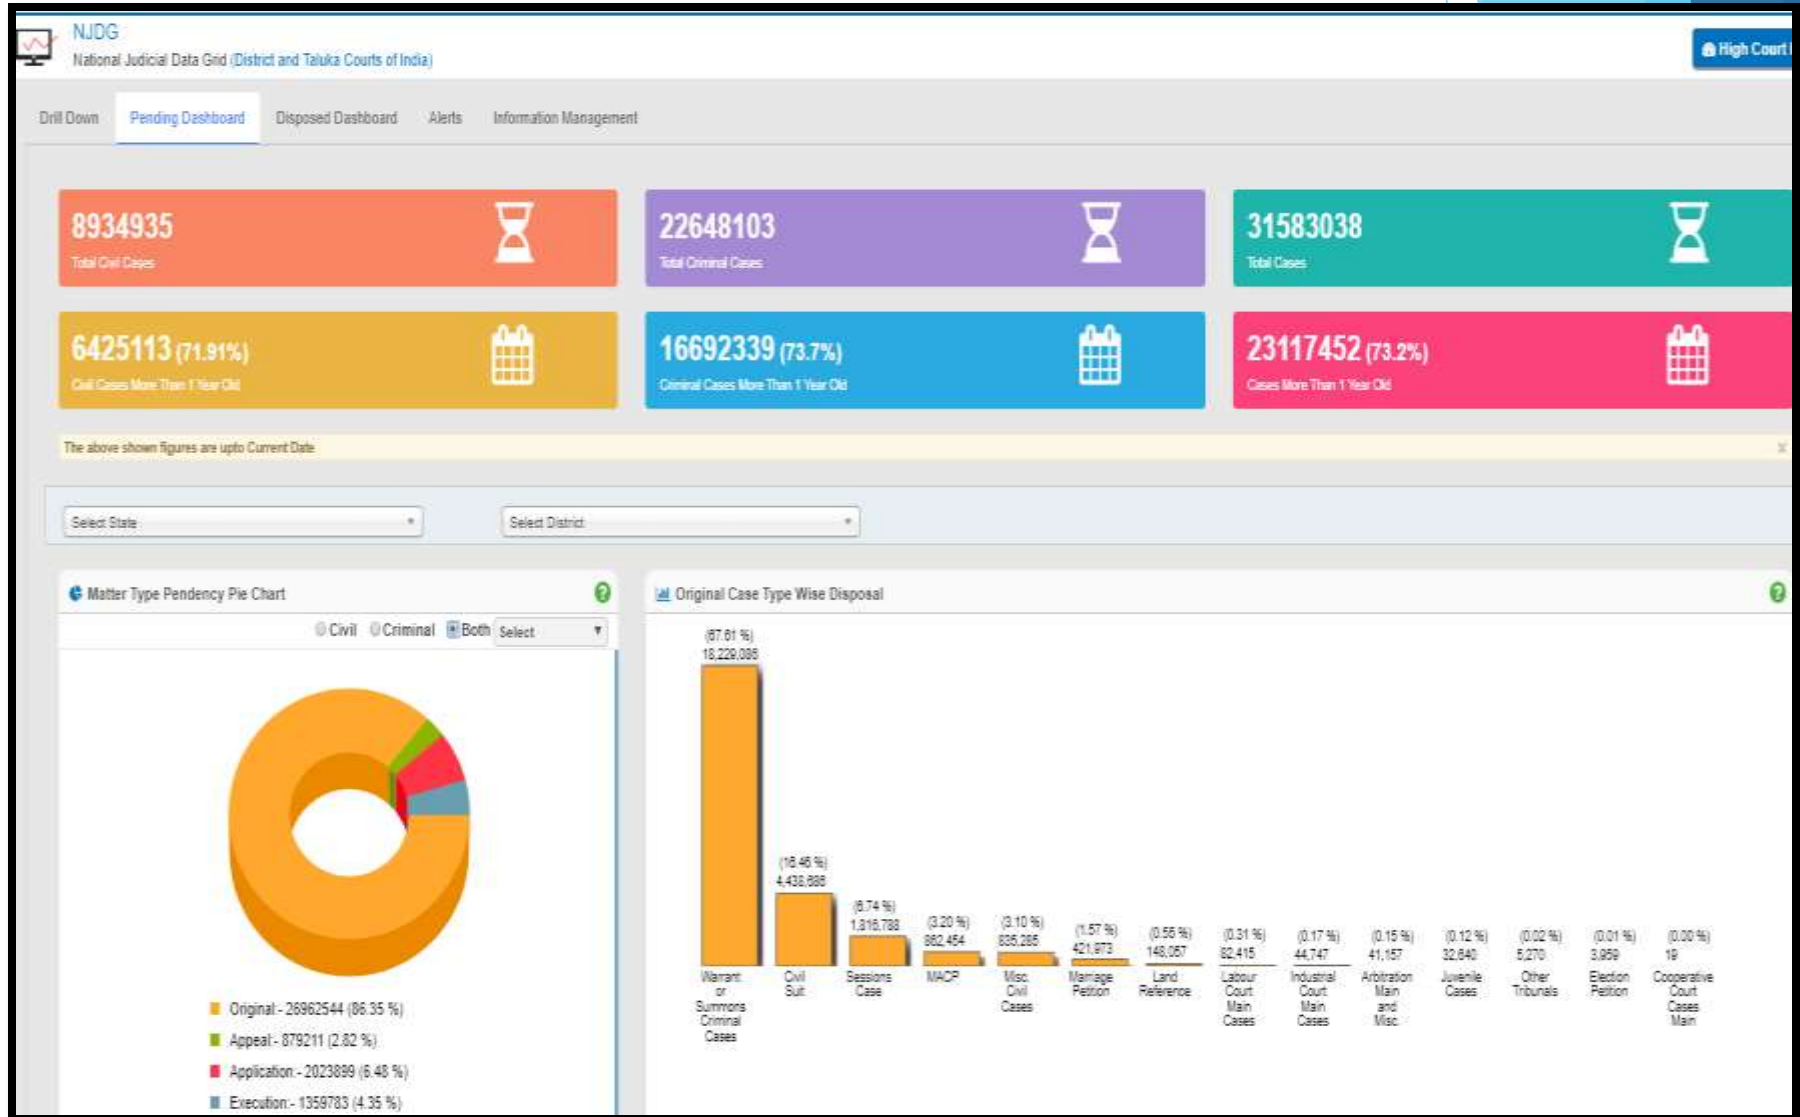 NJDG
National Judicial Data Grid (District and Taluka Courts of India)
High Court
Drill Down Pending Dashboard Disposed Dashboard Alerts Information Management
8934935
Total Civil Cases
22648103
Total Criminal Cases
31583038
Total Cases
6425113 (71.91%)
Civil Cases More Than 1 Year Old
16692339 (73.7%)
Criminal Cases More Than 1 Year Old
23117452 (73.2%)
Cases More Than 1 Year Old
The above shown figures are upto Current Date
Select State
Select District
Matter Type Pendency Pie Chart
Civil Criminal Both Select
Original:- 26962544 (86.35 %)
Appeal:- 879211 (2.82 %)
Application:- 2023899 (6.48 %)
Execution:- 1359783 (4.35 %)
Original Case Type Wise Disposal
(67.61 %)
18,229,086
Warrant
or
Summons
Criminal
Cases
(16.46 %)
4,438,686
Civil
Suit
(6.74 %)
1,816,788
Sessions
Case
(3.20 %)
862,454
MACP
(3.10 %)
835,285
Misc.
Civil
Cases
(1.57 %)
421,973
Marriage
Petition
148,057
Land
Reference
(0.31 %)
82,415
Labour
Court
Main
Cases
(0.17 %)
44,747
Industrial
Court
Main
Cases
(0.15 %)
41,157
Arbitration
Main
and
Misc.
(0.12 %)
32,640
Juvenile
Cases
(0.02 %)
5,270
Other
Tribunals
(0.01 %)
3,959
Election
Petition
(0.00 %)
19
Cooperative
Court
Cases
Main